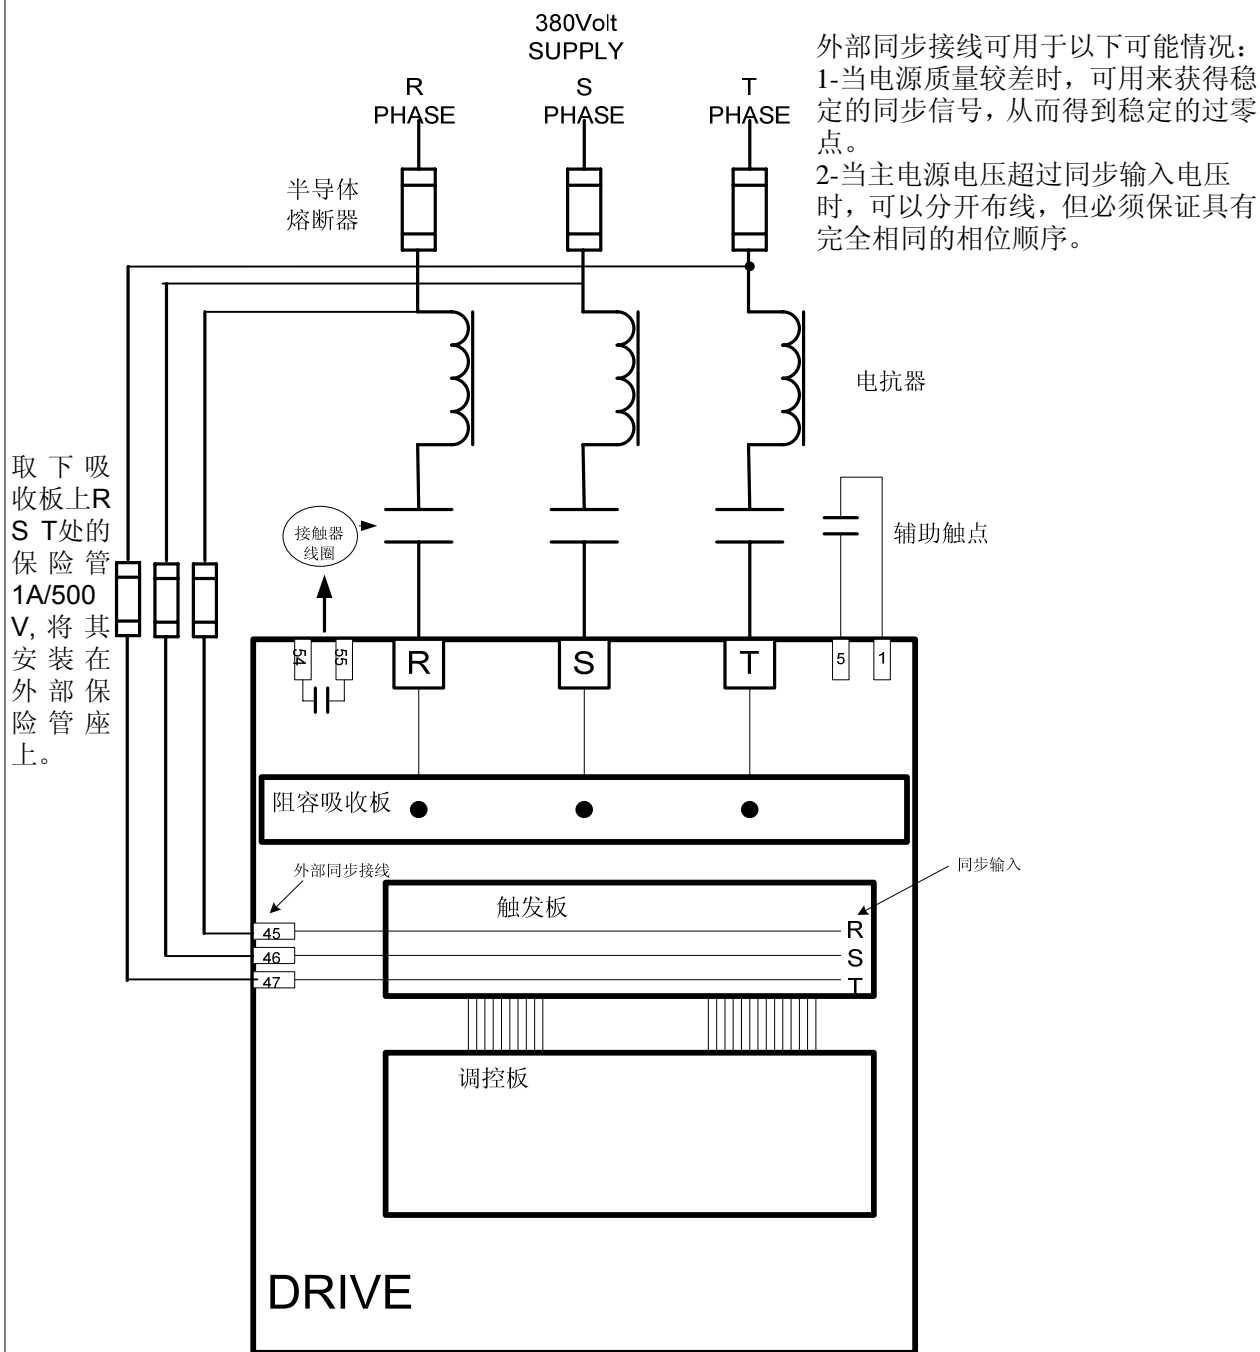 380Volt
SUPPLY
R
PHASE
S
PHASE
T
PHASE
外部同步接线可用于以下可能情况：
1-当电源质量较差时，可用来获得稳
定的同步信号，从而得到稳定的过零
点。
2-当主电源电压超过同步输入电压
时，可以分开布线，但必须保证具有
完全相同的相位顺序。
半导体
熔断器
电抗器
取下吸
收板上R
S T处的
保险管
1A/500
V, 将其
安装在
外部保
险管座
上。
接触器
线圈
辅助触点
54
55
R
S
T
5
1
阻容吸收板
外部同步接线
同步输入
触发板
45
46
47
R
S
T
调控板
DRIVE